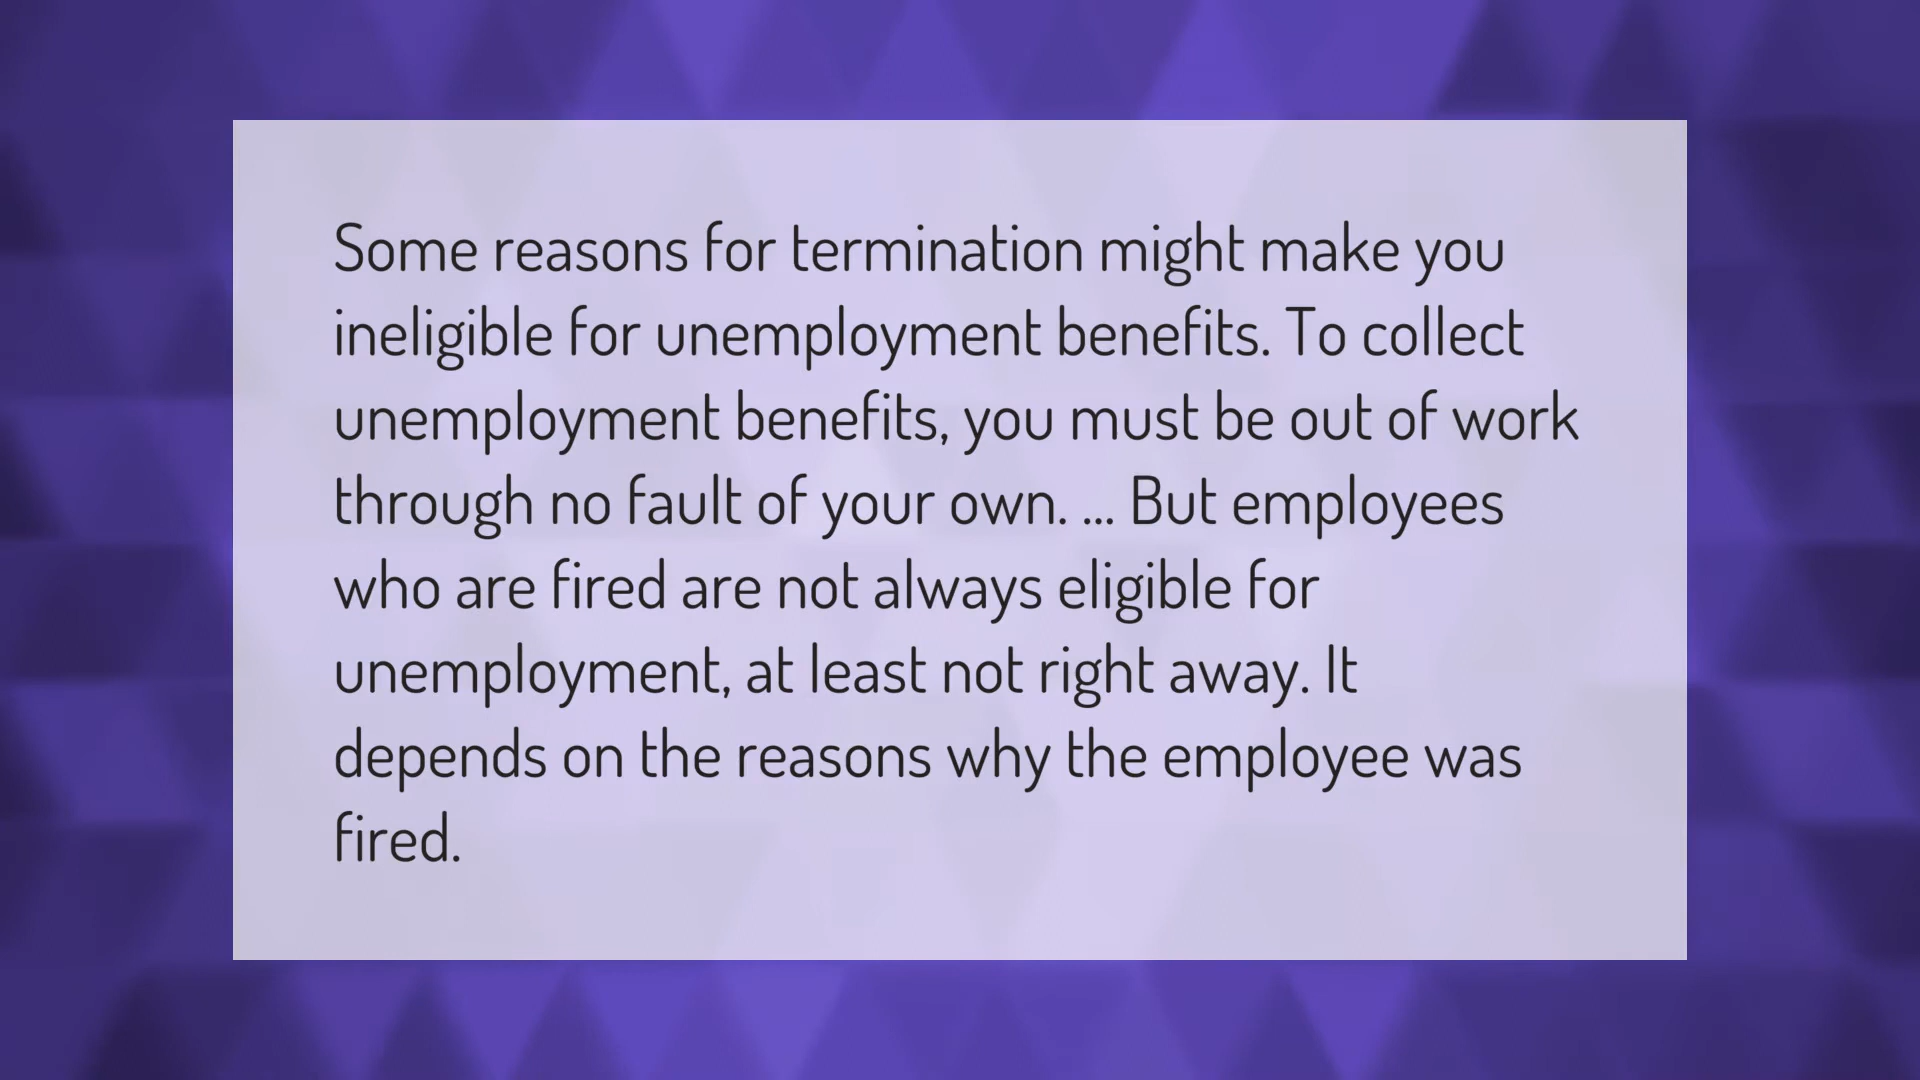 Some reasons for termination might make you
ineligible for unemployment benefits. To collect
unemployment benefits, you must be out of work
through no fault of your own. ... But employees
who are fired are not always eligible for
unemployment, at least not right away. It
depends on the reasons why the employee was
fired.